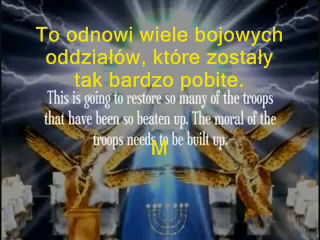 To odnowi wiele bojowych
oddziałów, które zostały
tak bardzo pobite.
This is going to restore so many of the troops
that have been so beaten up. The moral of the
troops needs to be built up.
M